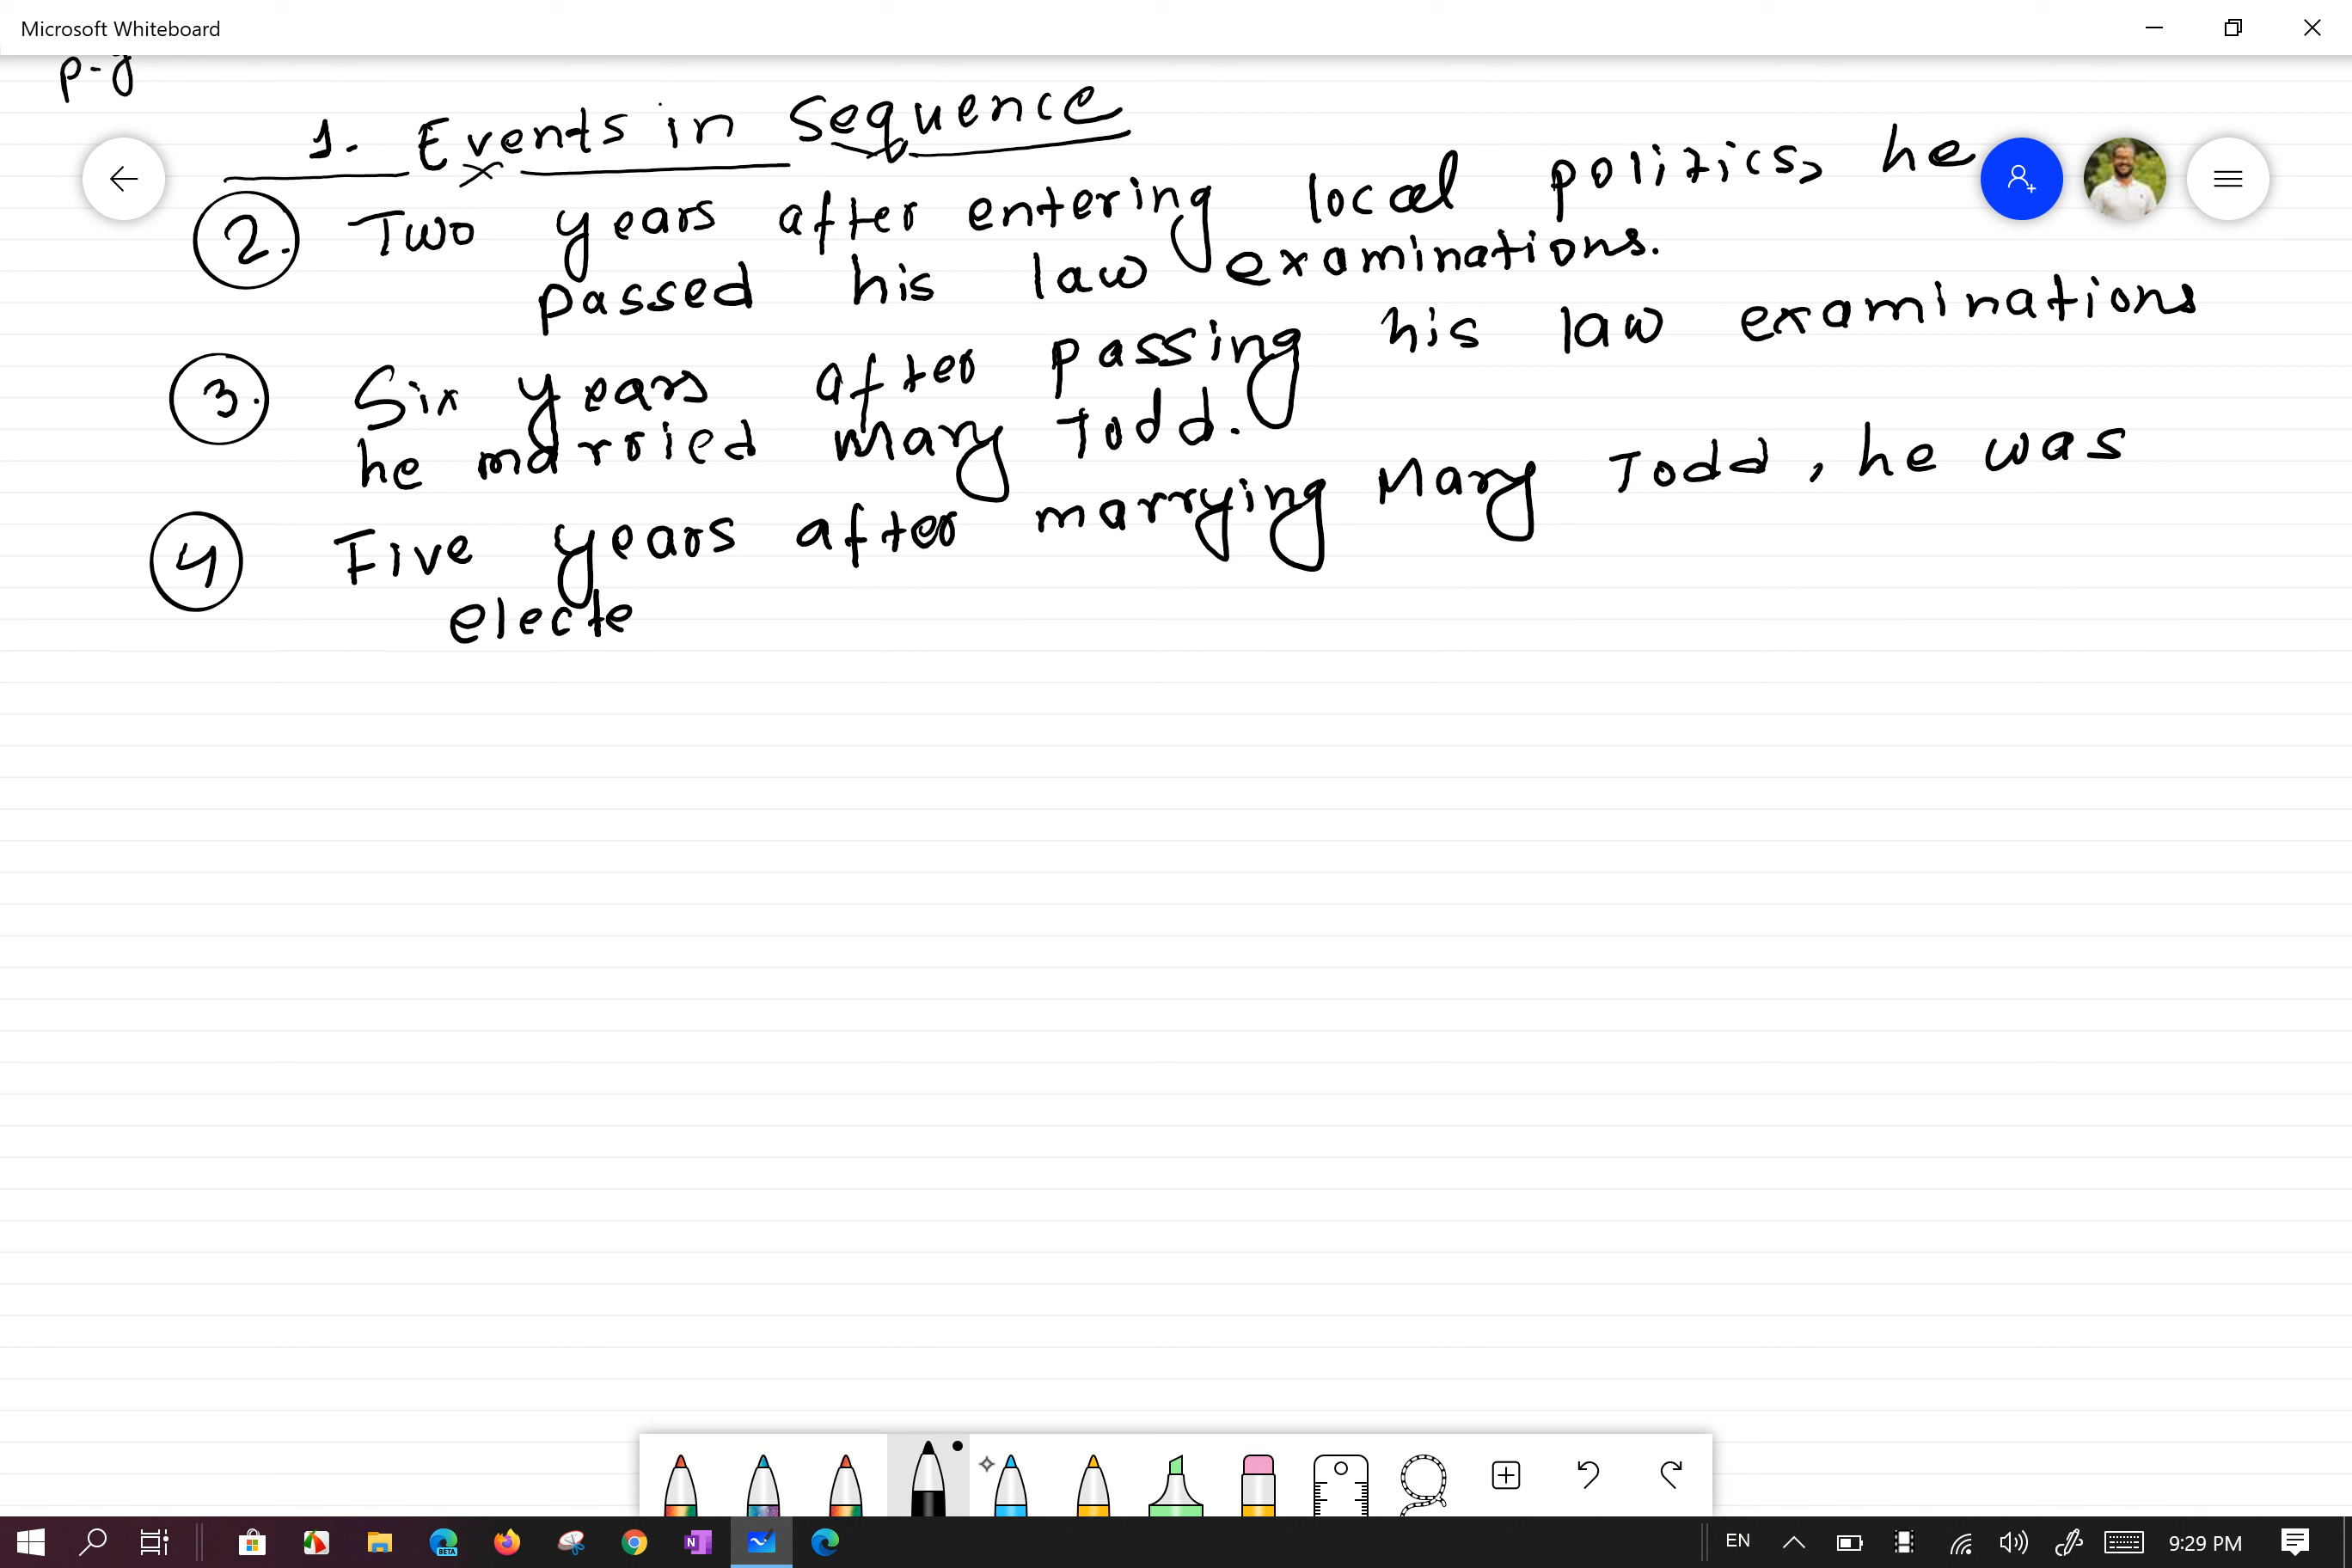 Microsoft Whiteboard
p-g
1. Events in Sequence
2. Two years after entering local politics, he
passed his law examinations.
3. Six years after passing his law examinations
he married Mary Todd.
4 Five years after marrying Mary Todd, he was
electe
BETA
N
EN
9:29 PM